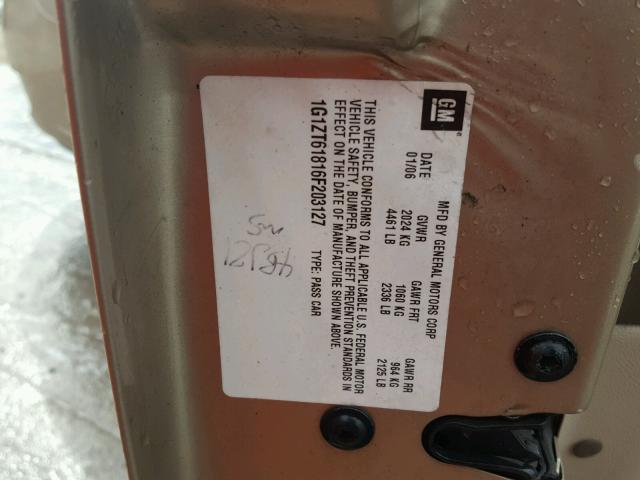 GM
MFD BY GENERAL MOTORS CORP
DATE GVWR GAWR FRT GAWR RR
01/06 2024 KG 1060 KG 964 KG
4461 LB 2336 LB 2125 LB
THIS VEHICLE CONFORMS TO ALL APPLICABLE U.S. FEDERAL MOTOR
VEHICLE SAFETY, BUMPER, AND THEFT PREVENTION STANDARDS IN
EFFECT ON THE DATE OF MANUFACTURE SHOWN ABOVE.
1G1ZT61816F203127 TYPE: PASS CAR